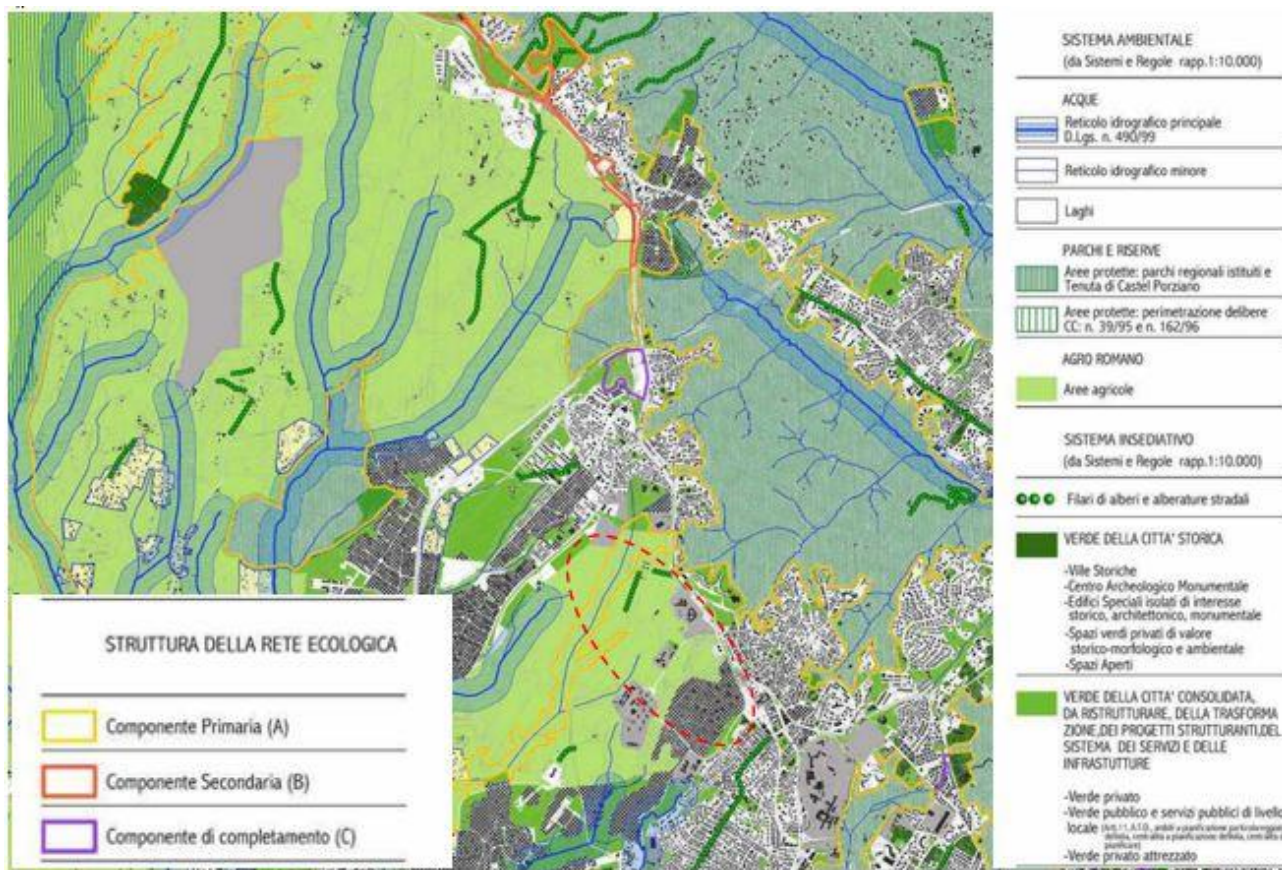 SISTEMA AMBIENTALE
(da Sistemi e Regole rapp.1:10.000)
ACQUE
Reticolo idrografico principale
D.Lgs. n. 490/99
Reticolo idrografico minore
Laghi
PARCHI E RISERVE
Aree protette: parchi regionali istituiti e
Tenuta di Castel Porziano
Aree protette: perimetrazione delibere
CC: n. 39/95 e n. 162/96
AGRO ROMANO
Aree agricole
SISTEMA INSEDIATIVO
(da Sistemi e Regole rapp.1:10.000)
Filari di alberi e alberature stradali
VERDE DELLA CITTA' STORICA
-Ville Storiche
-Centro Archeologico Monumentale
-Edifici Speciali isolati di interesse
storico, architettonico, monumentale
-Spazi verdi privati di valore
storico-morfologico e ambientale
-Spazi Aperti
VERDE DELLA CITTA' CONSOLIDATA,
DA RISTRUTTURARE, DELLA TRASFORMA
ZIONE,DEI PROGETTI STRUTTURANTI,DEL
SISTEMA DEI SERVIZI E DELLE
INFRASTUTTURE
-Verde privato
-Verde pubblico e servizi pubblici di livello
locale
-Verde privato attrezzato
STRUTTURA DELLA RETE ECOLOGICA
Componente Primaria (A)
Componente Secondaria (B)
Componente di completamento (C)